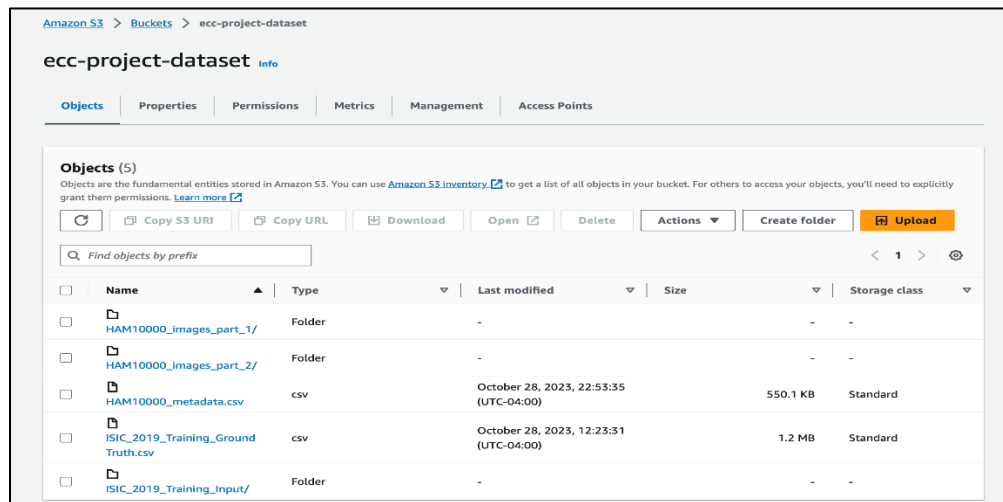 Amazon S3 > Buckets > ecc-project-dataset
ecc-project-dataset Info
Objects Properties Permissions Metrics Management Access Points
Objects (5)
Objects are the fundamental entities stored in Amazon S3. You can use Amazon S3 inventory to get a list of all objects in your bucket. For others to access your objects, you'll need to explicitly
grant them permissions. Learn more
Copy S3 URI Copy URL Download Open Delete Actions Create folder Upload
Find objects by prefix < 1 >
Name Type Last modified Size Storage class
HAM10000_images_part_1/ Folder - - -
HAM10000_images_part_2/ Folder - - -
HAM10000_metadata.csv csv October 28, 2023, 22:53:35 (UTC-04:00) 550.1 KB Standard
ISIC_2019_Training_Ground
Truth.csv csv October 28, 2023, 12:23:31 (UTC-04:00) 1.2 MB Standard
ISIC_2019_Training_Input/ Folder - - -